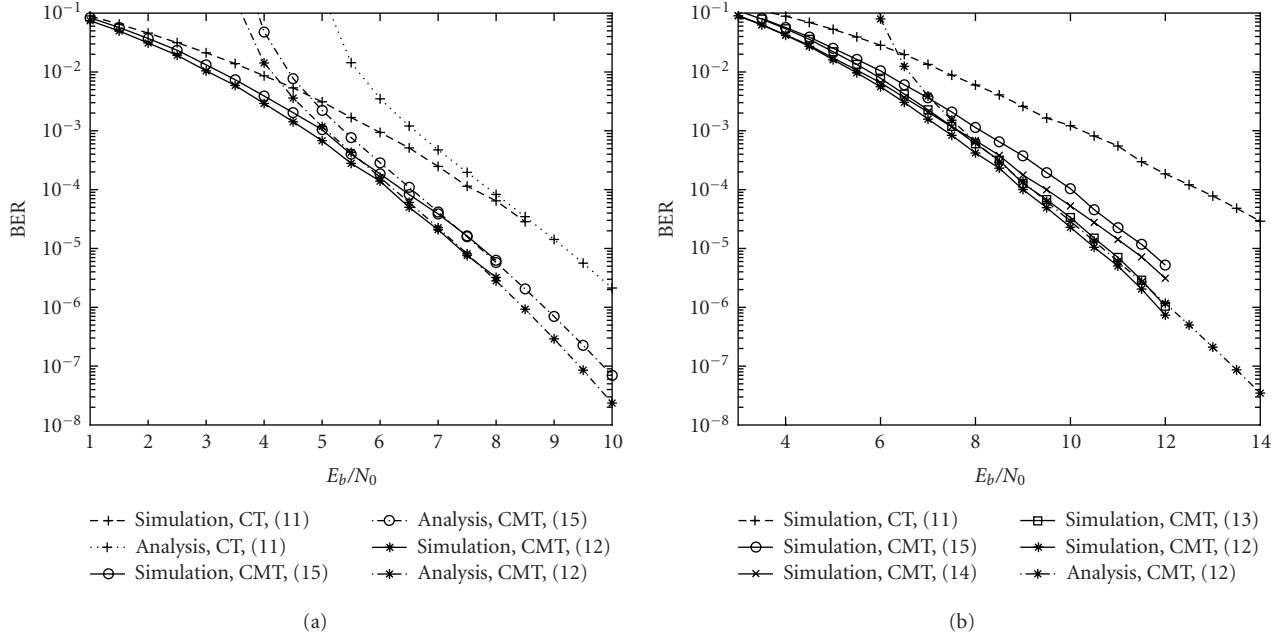 10⁻¹
10⁻²
10⁻³
10⁻⁴
10⁻⁵
10⁻⁶
10⁻⁷
10⁻⁸
BER
1 2 3 4 5 6 7 8 9 10
E_b/N_0
Simulation, CT, (11)
Analysis, CT, (11)
Simulation, CMT, (15)
Analysis, CMT, (15)
Simulation, CMT, (12)
Analysis, CMT, (12)
(a)
10⁻¹
10⁻²
10⁻³
10⁻⁴
10⁻⁵
10⁻⁶
10⁻⁷
10⁻⁸
BER
4 6 8 10 12 14
E_b/N_0
Simulation, CT, (11)
Simulation, CMT, (15)
Simulation, CMT, (14)
Simulation, CMT, (13)
Simulation, CMT, (12)
Analysis, CMT, (12)
(b)